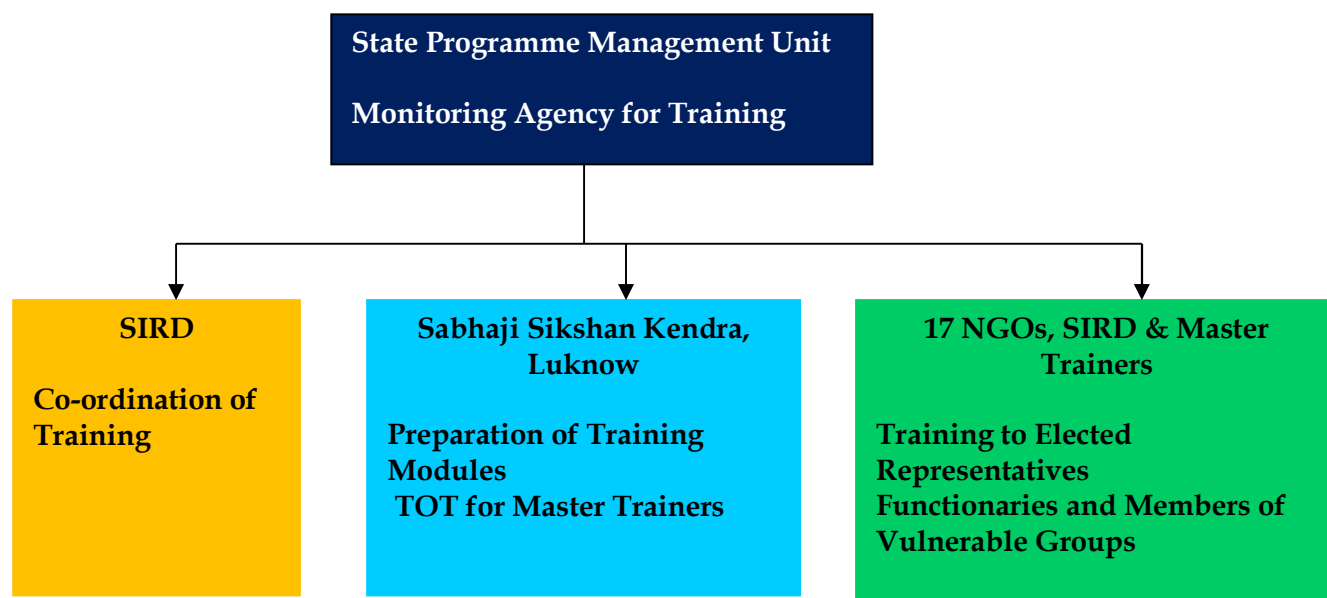 State Programme Management Unit
Monitoring Agency for Training
SIRD
Co-ordination of
Training
Sabhaji Sikshan Kendra,
Luknow
Preparation of Training
Modules
TOT for Master Trainers
17 NGOs, SIRD & Master
Trainers
Training to Elected
Representatives
Functionaries and Members of
Vulnerable Groups